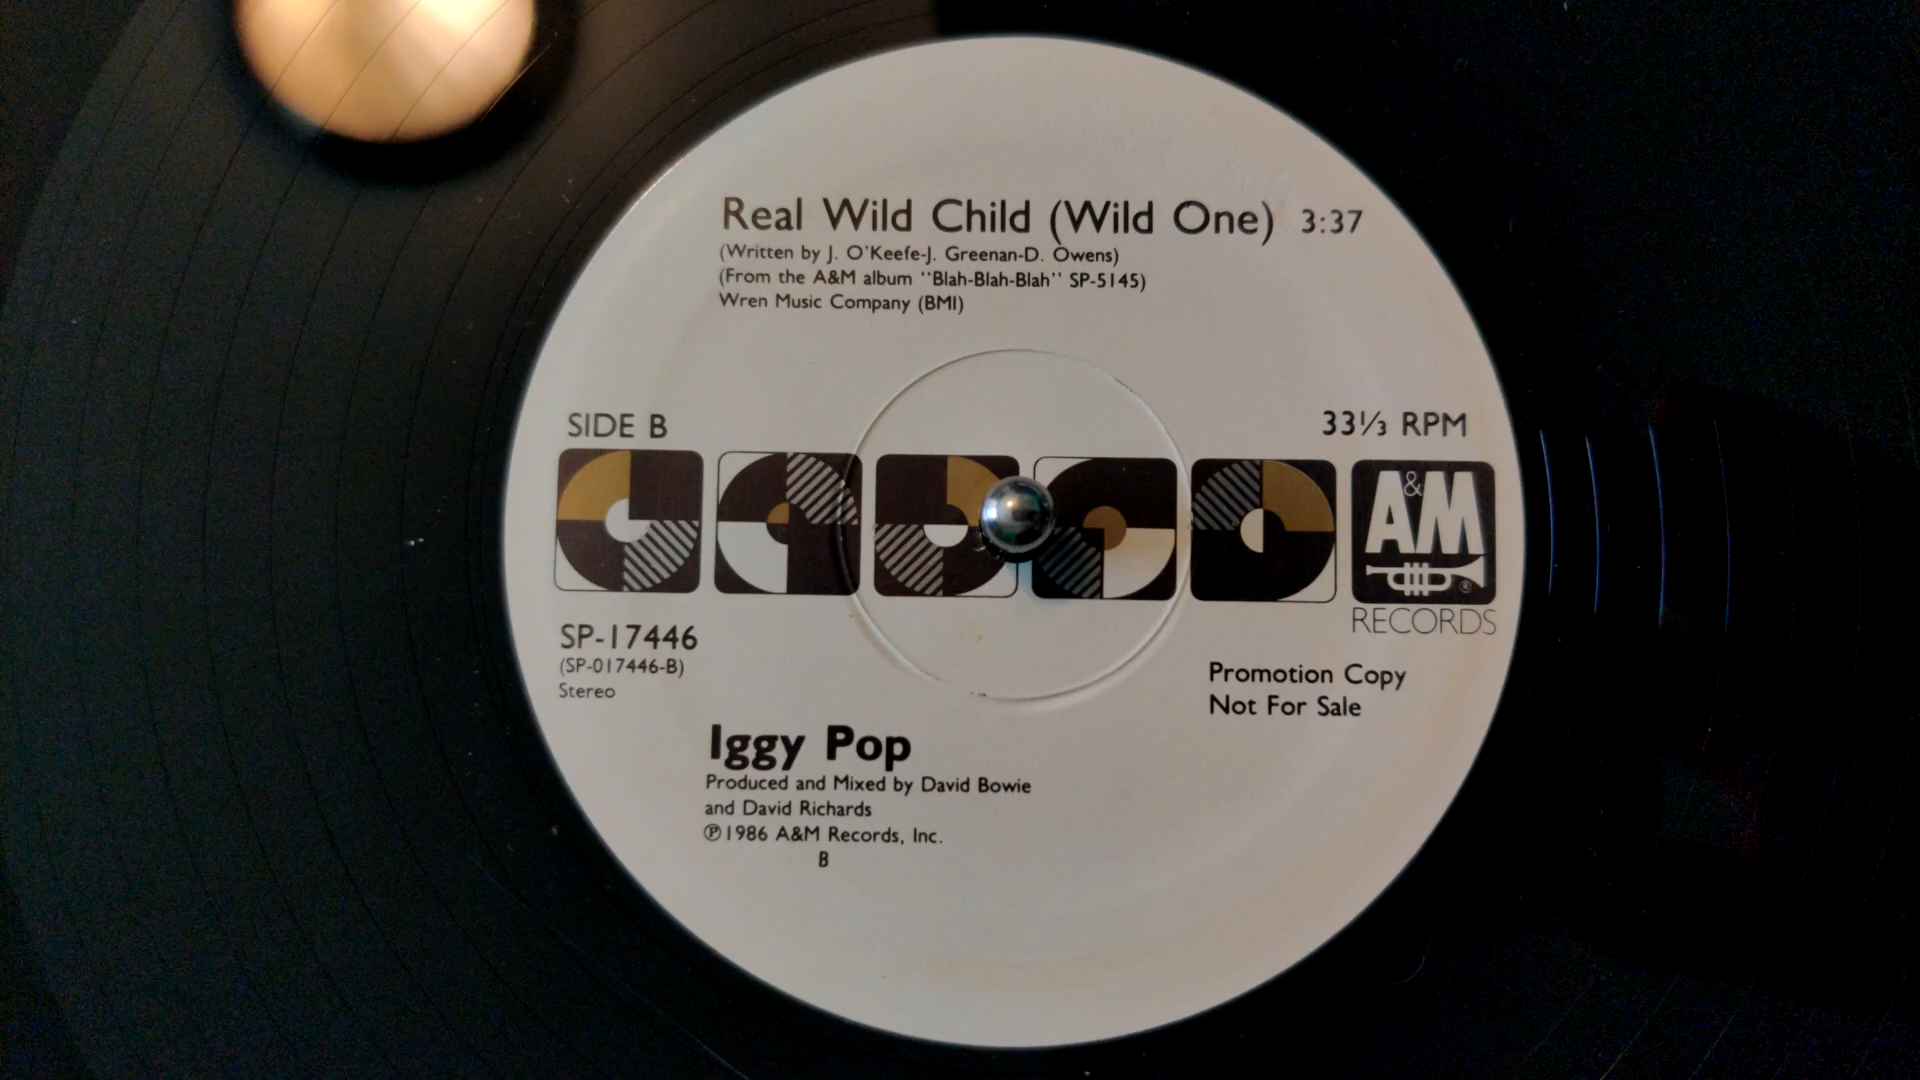 Real Wild Child (Wild One) 3:37
(Written by J. O'Keefe-J. Greenan-D. Owens)
(From the A&M album "Blah-Blah-Blah" SP-5145)
Wren Music Company (BMI)
SIDE B
33⅓ RPM
A&M
®
RECORDS
SP-17446
(SP-017446-B)
Stereo
Promotion Copy
Not For Sale
Iggy Pop
Produced and Mixed by David Bowie
and David Richards
℗1986 A&M Records, Inc.
B